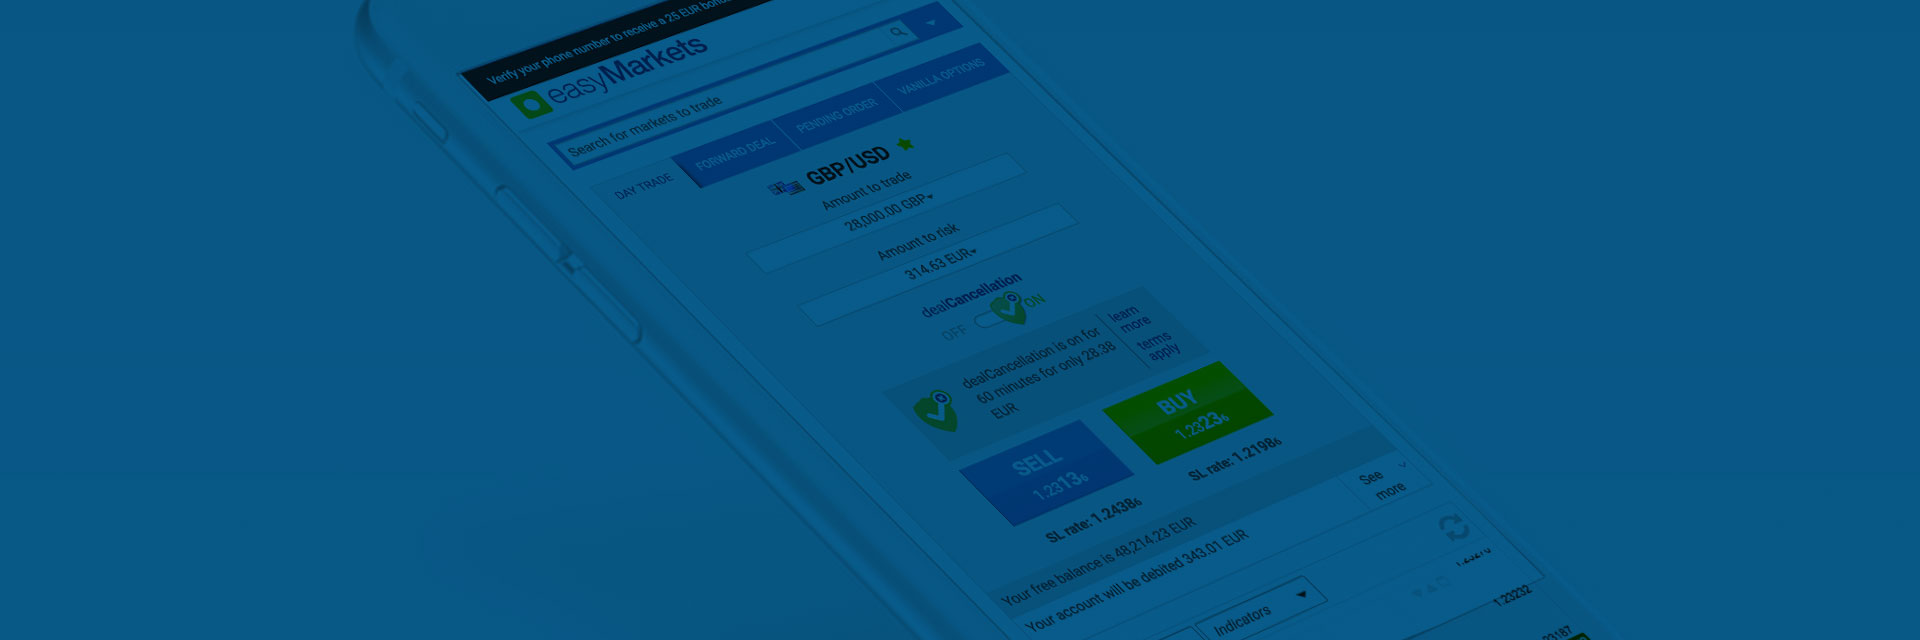 Verify your phone number to receive a 25 EUR
easyMarkets
Search for markets to trade
DAY TRADE
FORWARD DEAL
PENDING ORDER
VANILLA OPTIONS
GBP/USD
Amount to trade
28,000.00 GBP
Amount to risk
314.63 EUR
dealCancellation
OFF
ON
dealCancellation is on for
60 minutes for only 28.38
EUR
learn
more
terms
apply
SELL
1.23136
BUY
1.23236
SL rate: 1.24386
SL rate: 1.21986
Your free balance is 48,214.23 EUR
Your account will be debited 343.01 EUR
See
more
Indicators
1.23232